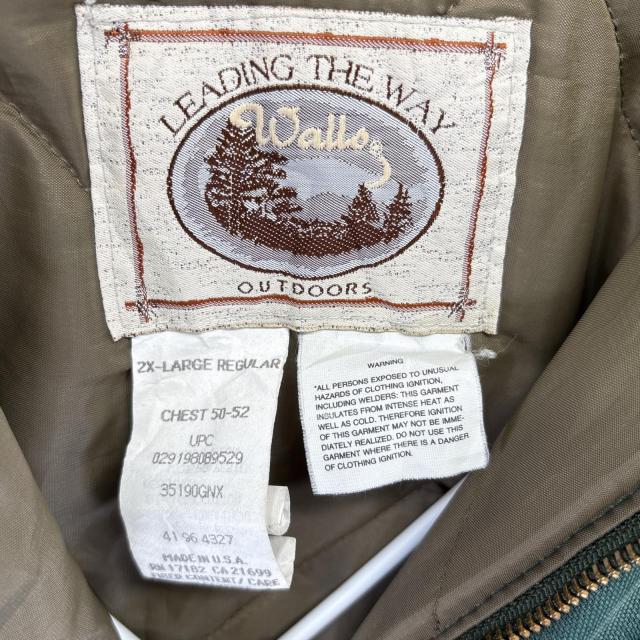 LEADING THE WAY
Walls
OUTDOORS
2X-LARGE REGULAR
CHEST 50-52
UPC
029198089529
35190GNX
41 96 4327
MADE IN U.S.A.
RN 17182 CA 21699
FIBER CONTENT / CARE
WARNING
"ALL PERSONS EXPOSED TO UNUSUAL
HAZARDS OF CLOTHING IGNITION,
INCLUDING WELDERS: THIS GARMENT
INSULATES FROM INTENSE HEAT AS
WELL AS COLD. THEREFORE IGNITION
OF THIS GARMENT MAY NOT BE IMME-
DIATELY REALIZED. DO NOT USE THIS
GARMENT WHERE THERE IS A DANGER
OF CLOTHING IGNITION.